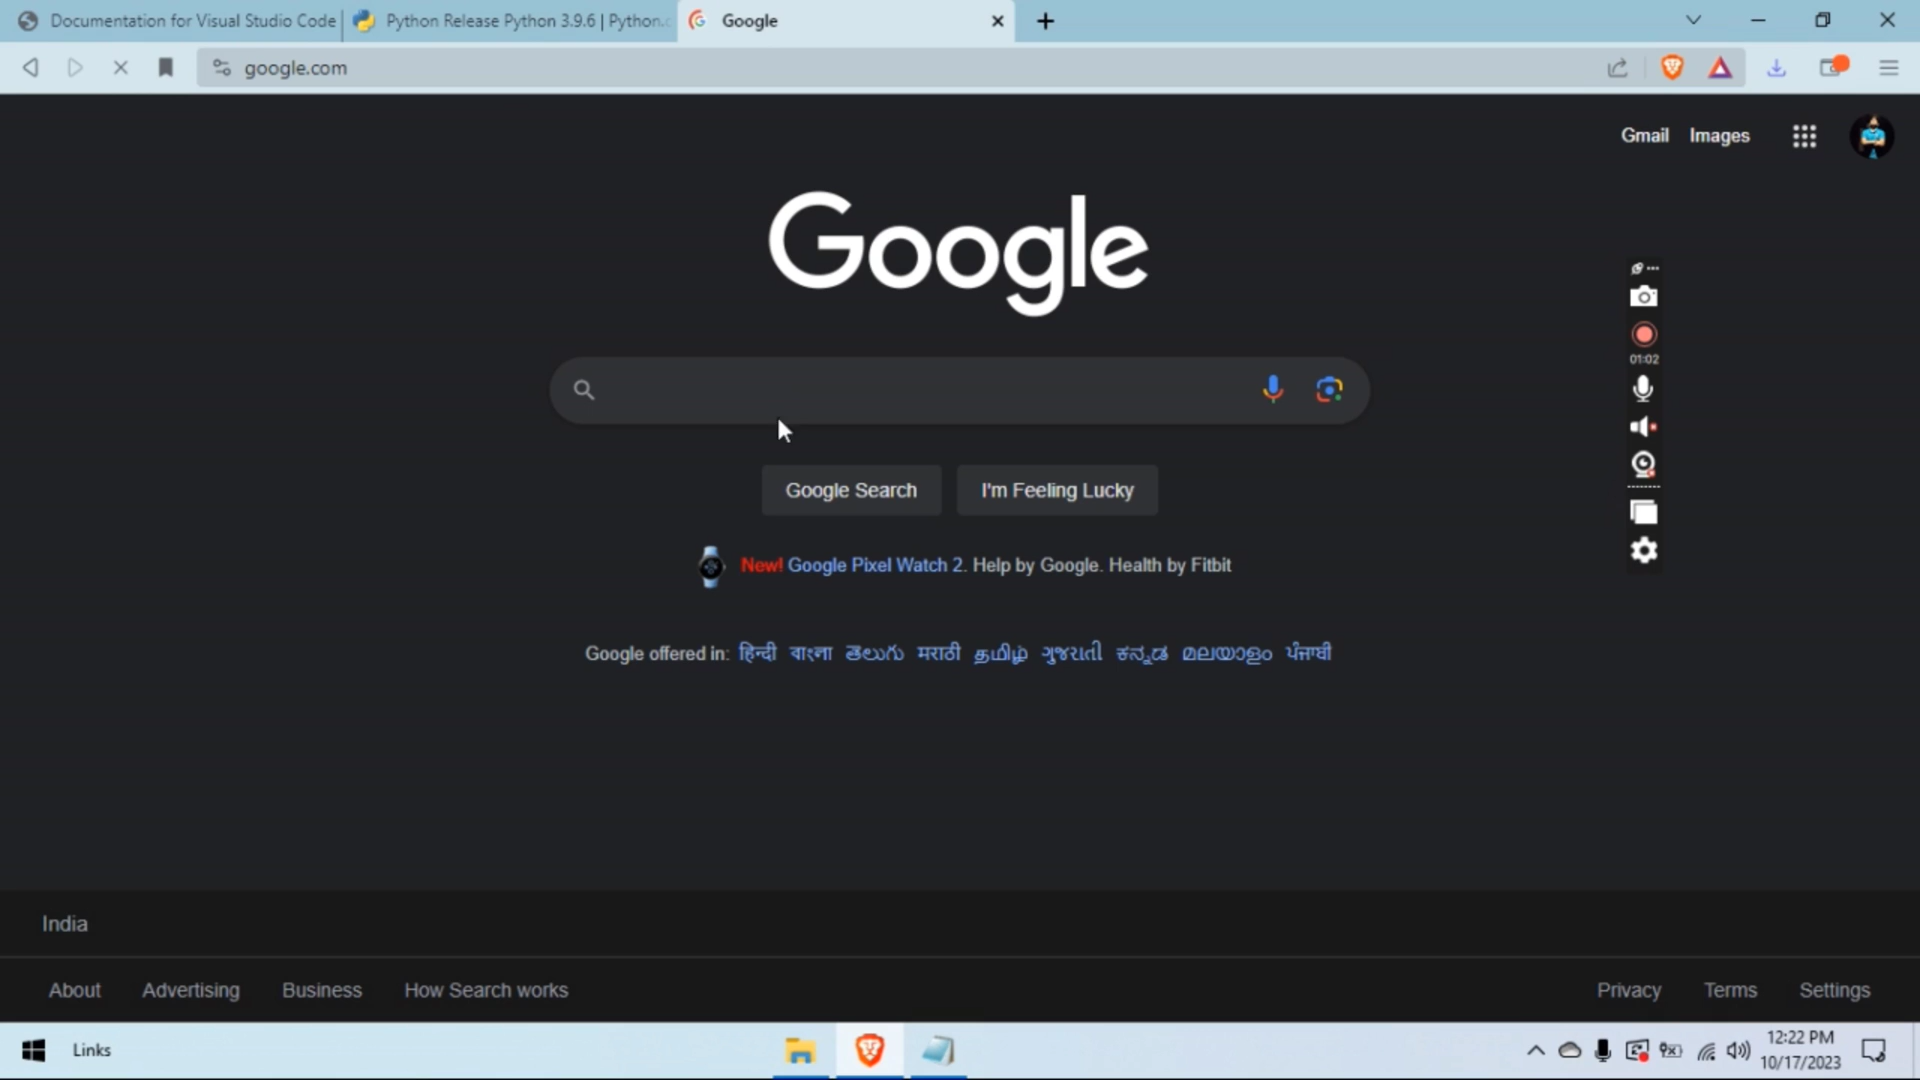 Documentation for Visual Studio Code
Python Release Python 3.9.6 | Python.
Google
google.com
Gmail Images
Google
01:02
Google Search
I'm Feeling Lucky
New! Google Pixel Watch 2. Help by Google. Health by Fitbit
Google offered in: हिन्दी বাংলা తెలుగు मराठी தமிழ் ગુજરાતી ಕನ್ನಡ മലയാളം ਪੰਜਾਬੀ
India
About Advertising Business How Search works
Privacy Terms Settings
Links
12:22 PM
10/17/2023